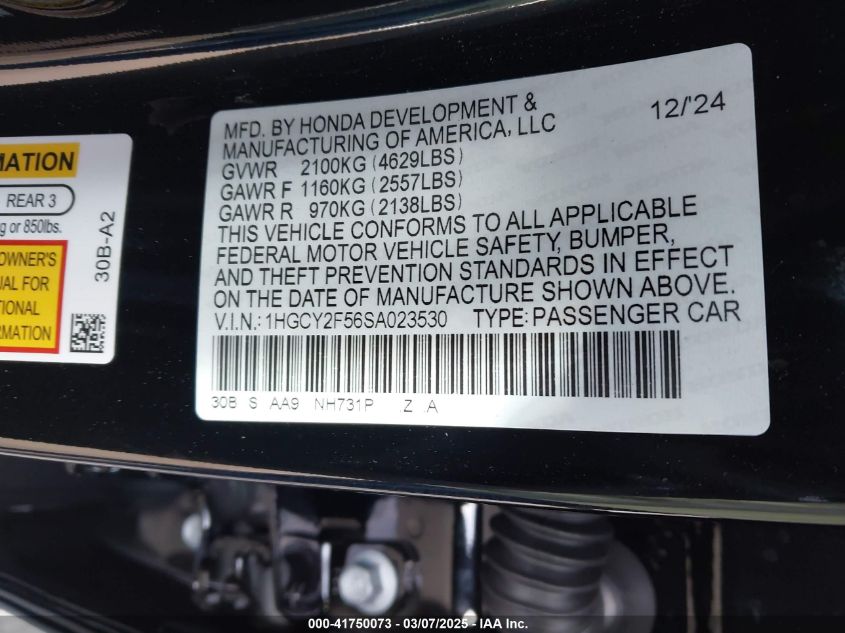 MATION
REAR 3
g or 850lbs.
OWNER'S
UAL FOR
TIONAL
RMATION
30B-A2
MFD. BY HONDA DEVELOPMENT &
MANUFACTURING OF AMERICA, LLC
12/'24
GVWR 2100KG (4629LBS)
GAWR F 1160KG (2557LBS)
GAWR R 970KG (2138LBS)
THIS VEHICLE CONFORMS TO ALL APPLICABLE
FEDERAL MOTOR VEHICLE SAFETY, BUMPER,
AND THEFT PREVENTION STANDARDS IN EFFECT
ON THE DATE OF MANUFACTURE SHOWN ABOVE.
V.I.N.: 1HGCY2F56SA023530 TYPE: PASSENGER CAR
30B S AA9 NH731P Z A
000-41750073 - 03/07/2025 - IAA Inc.